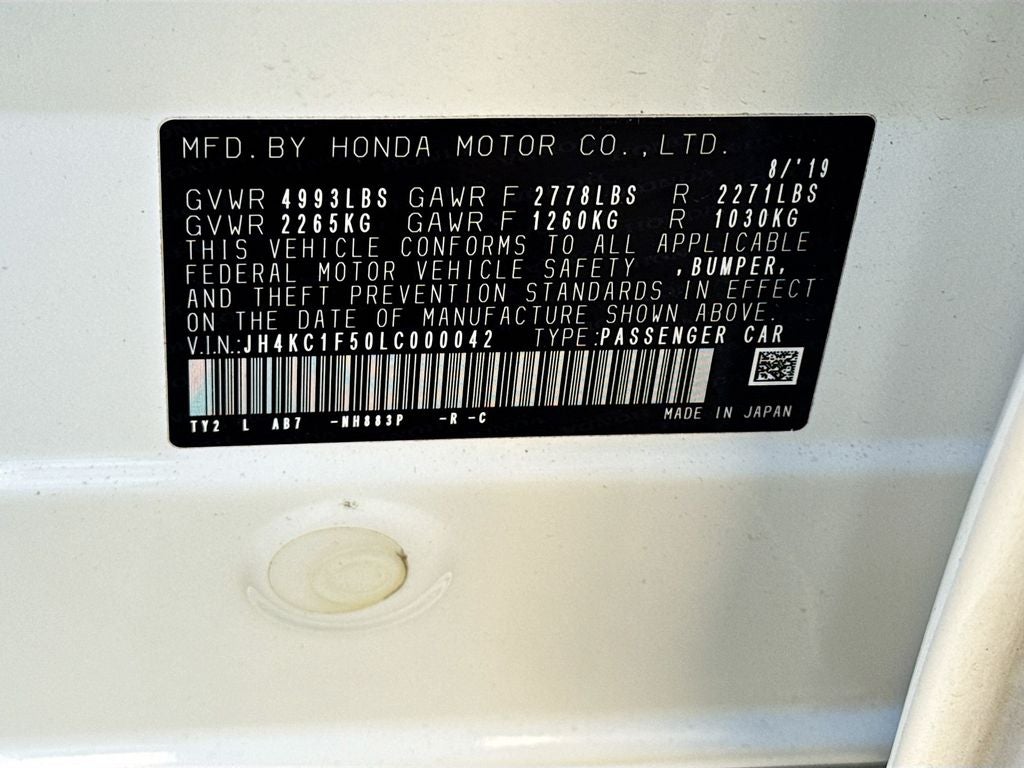 MFD. BY HONDA MOTOR CO., LTD.
8/'19
GVWR 4993LBS GAWR F 2778LBS R 2271LBS
GVWR 2265KG GAWR F 1260KG R 1030KG
THIS VEHICLE CONFORMS TO ALL APPLICABLE
FEDERAL MOTOR VEHICLE SAFETY , BUMPER,
AND THEFT PREVENTION STANDARDS IN EFFECT
ON THE DATE OF MANUFACTURE SHOWN ABOVE.
V.I.N.:JH4KC1F50LC000042 TYPE:PASSENGER CAR
TY2 L AB7 -NH883P -R -C
MADE IN JAPAN